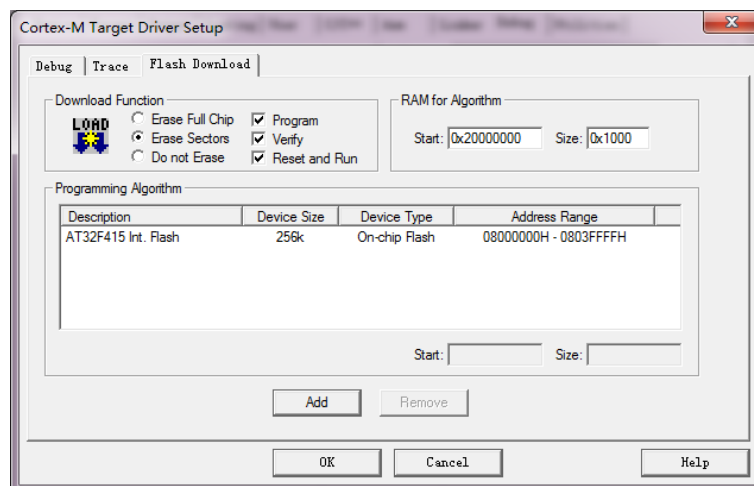 Cortex-M Target Driver Setup
Debug
Trace
Flash Download
Download Function
LOAD
Erase Full Chip
Erase Sectors
Do not Erase
Program
Verify
Reset and Run
RAM for Algorithm
Start: 0x20000000 Size: 0x1000
Programming Algorithm
Description Device Size Device Type Address Range
AT32F415 Int. Flash 256k On-chip Flash 08000000H - 0803FFFFH
Start: Size:
Add Remove
OK Cancel Help